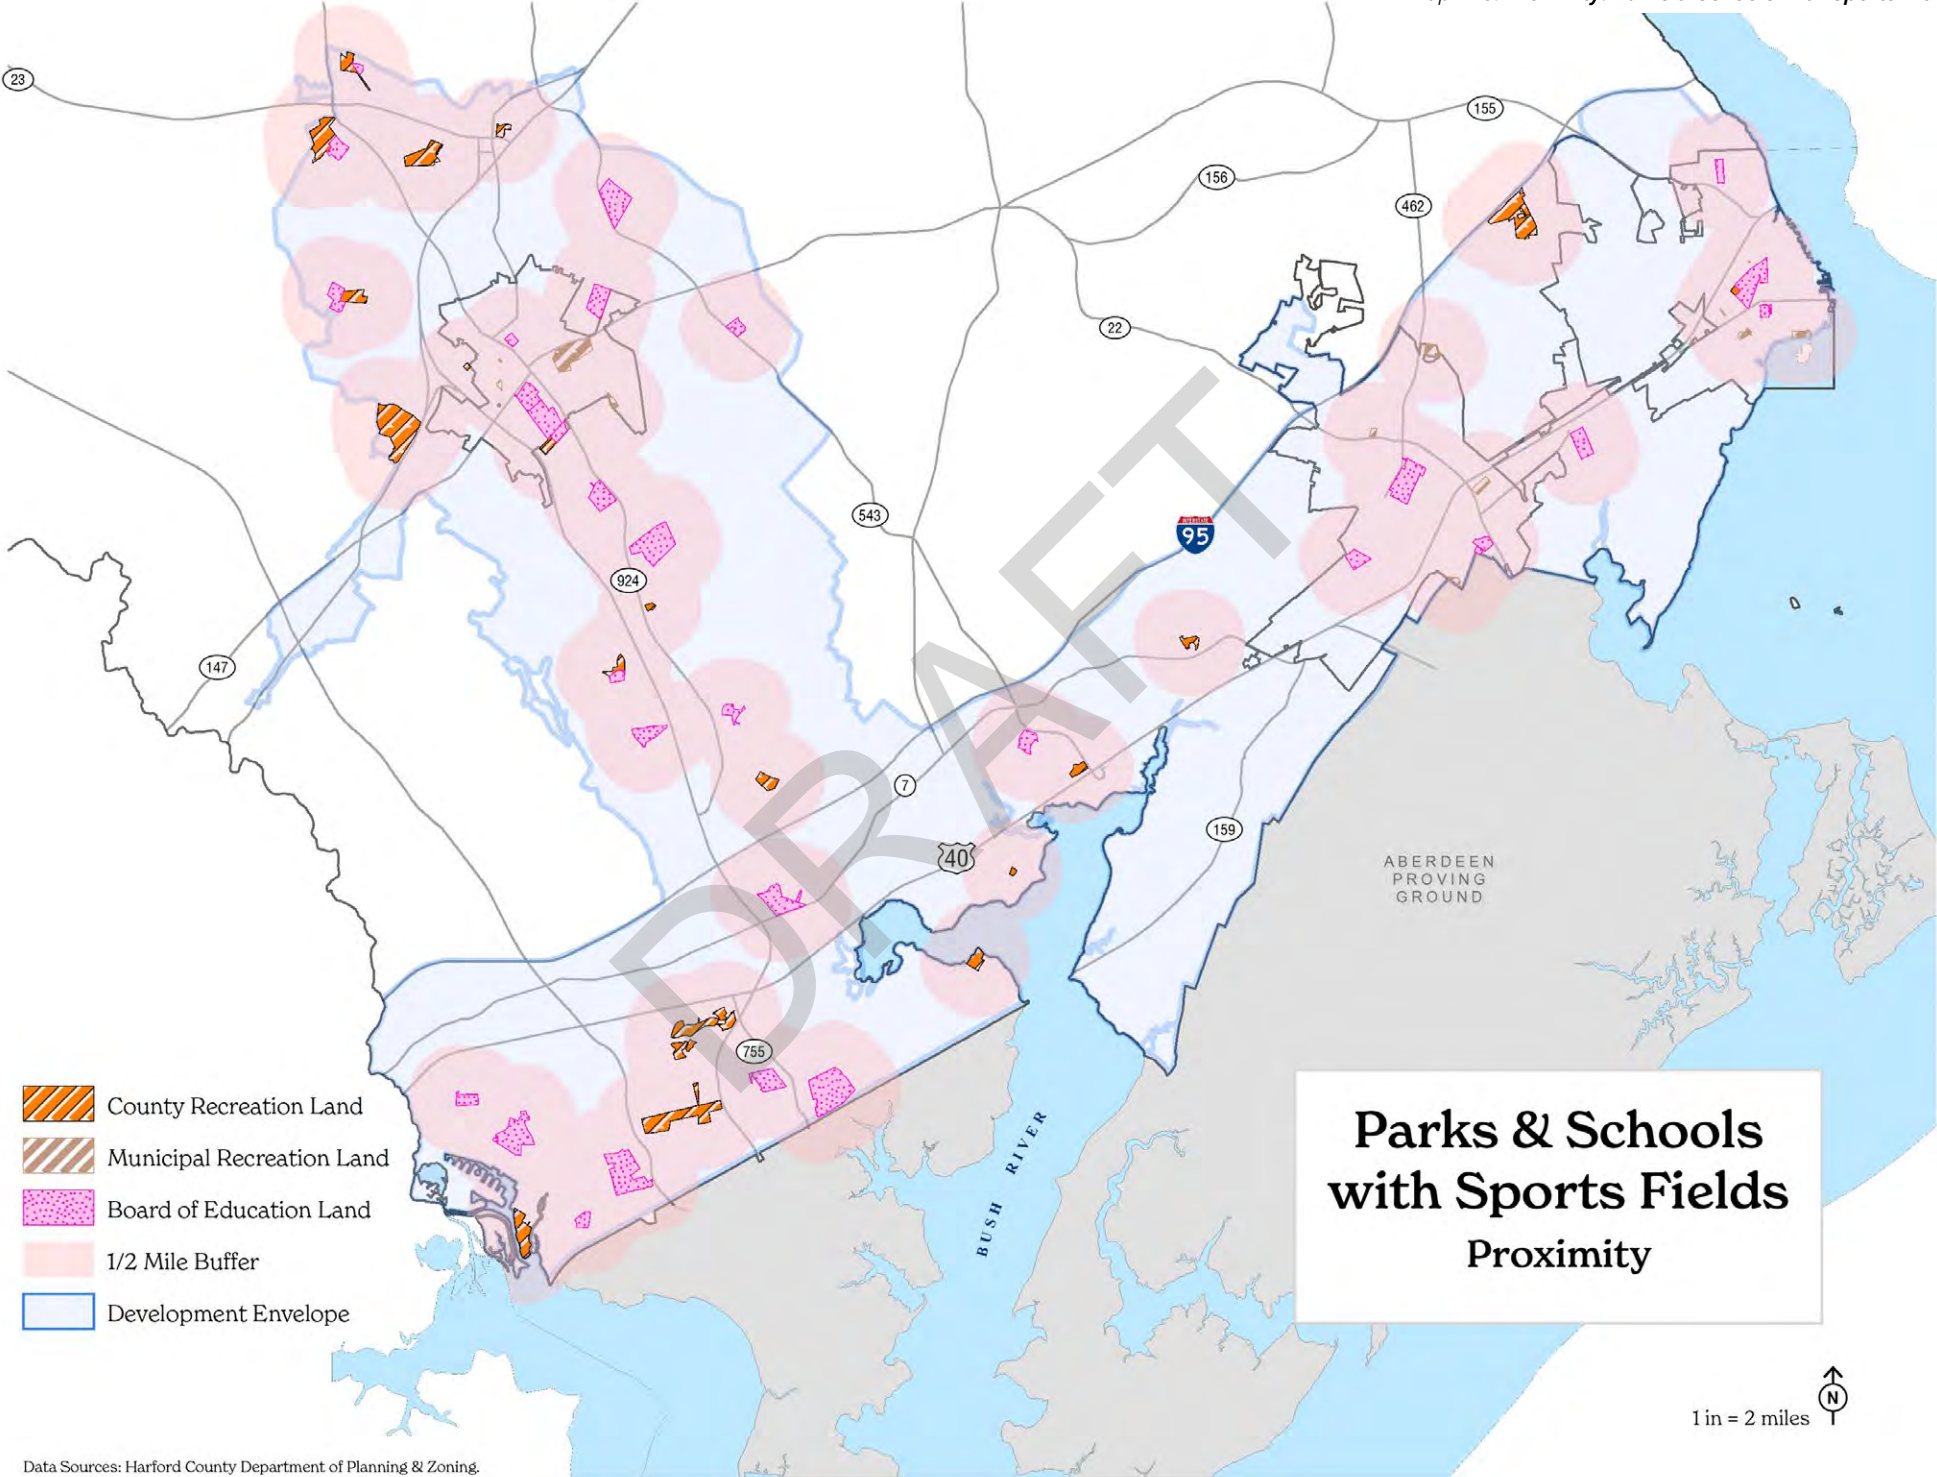 23
155
156
462
22
543
INTERSTATE
95
924
147
7
40
159
ABERDEEN
PROVING
GROUND
755
DRAFT
BUSH RIVER
County Recreation Land
Municipal Recreation Land
Board of Education Land
1/2 Mile Buffer
Development Envelope
Parks & Schools
with Sports Fields
Proximity
1 in = 2 miles
N
Data Sources: Harford County Department of Planning & Zoning.